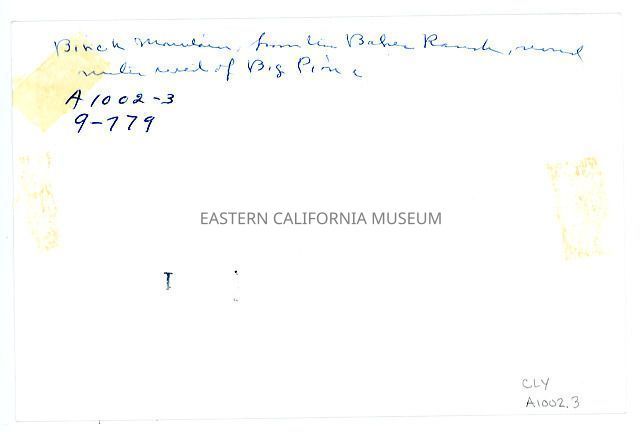 Birch Mountain, from the Baker Ranch, several
miles west of Big Pine
A1002-3
9-779
EASTERN CALIFORNIA MUSEUM
I
CLY
A1002.3